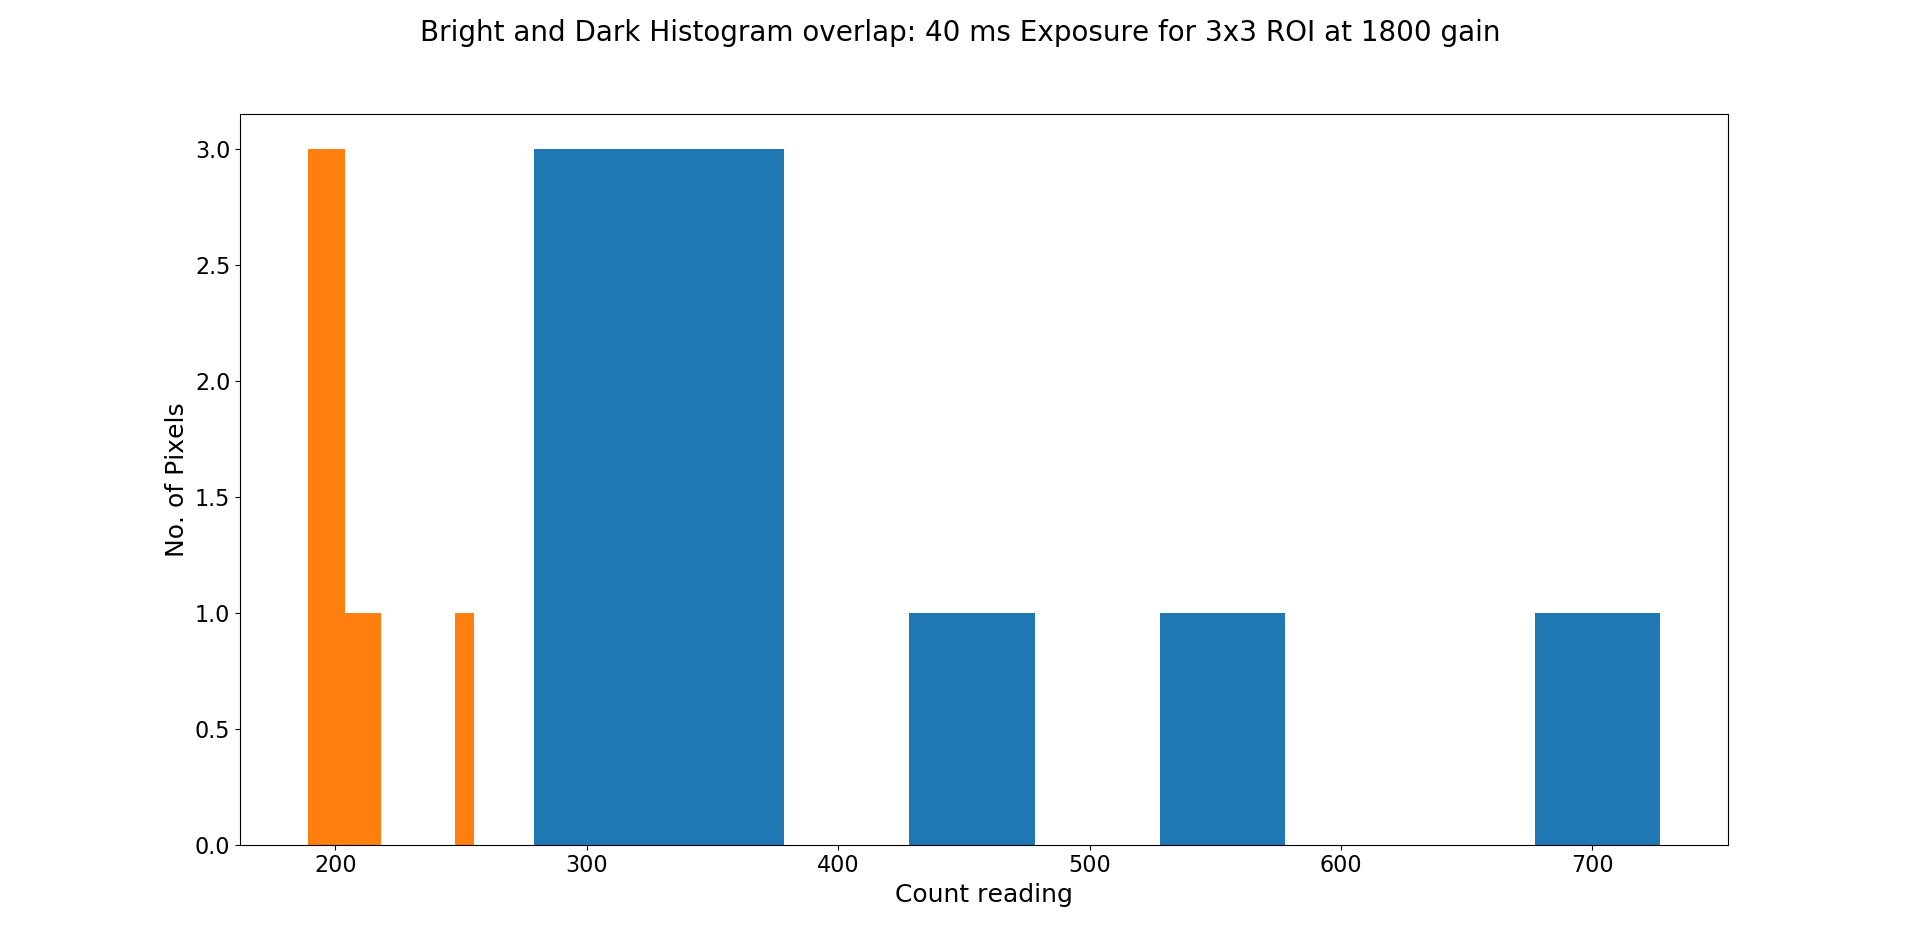 Bright and Dark Histogram overlap: 40 ms Exposure for 3x3 ROI at 1800 gain
3.0
2.5
2.0
1.5
1.0
0.5
0.0
No. of Pixels
200 300 400 500 600 700
Count reading